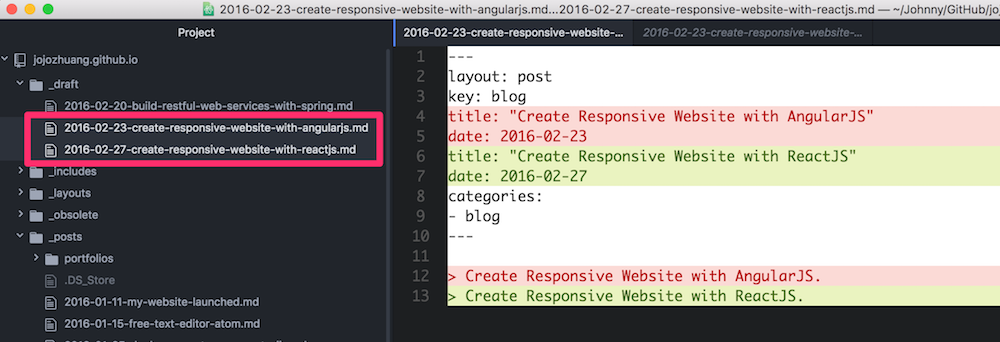 2016-02-23-create-responsive-website-with-angularjs.md...2016-02-27-create-responsive-website-with-reactjs.md — ~/Johnny/GitHub/jo
Project
jojozhuang.github.io
_draft
2016-02-20-build-restful-web-services-with-spring.md
2016-02-23-create-responsive-website-with-angularjs.md
2016-02-27-create-responsive-website-with-reactjs.md
_includes
_layouts
_obsolete
_posts
portfolios
.DS_Store
2016-01-11-my-website-launched.md
2016-01-15-free-text-editor-atom.md
2016-02-23-create-responsive-website-...
2016-02-27-create-responsive-website-...
1 ---
2 layout: post
3 key: blog
4 title: "Create Responsive Website with AngularJS"
5 date: 2016-02-23
6 title: "Create Responsive Website with ReactJS"
7 date: 2016-02-27
8 categories:
9 - blog
10 ---
11
12 > Create Responsive Website with AngularJS.
13 > Create Responsive Website with ReactJS.